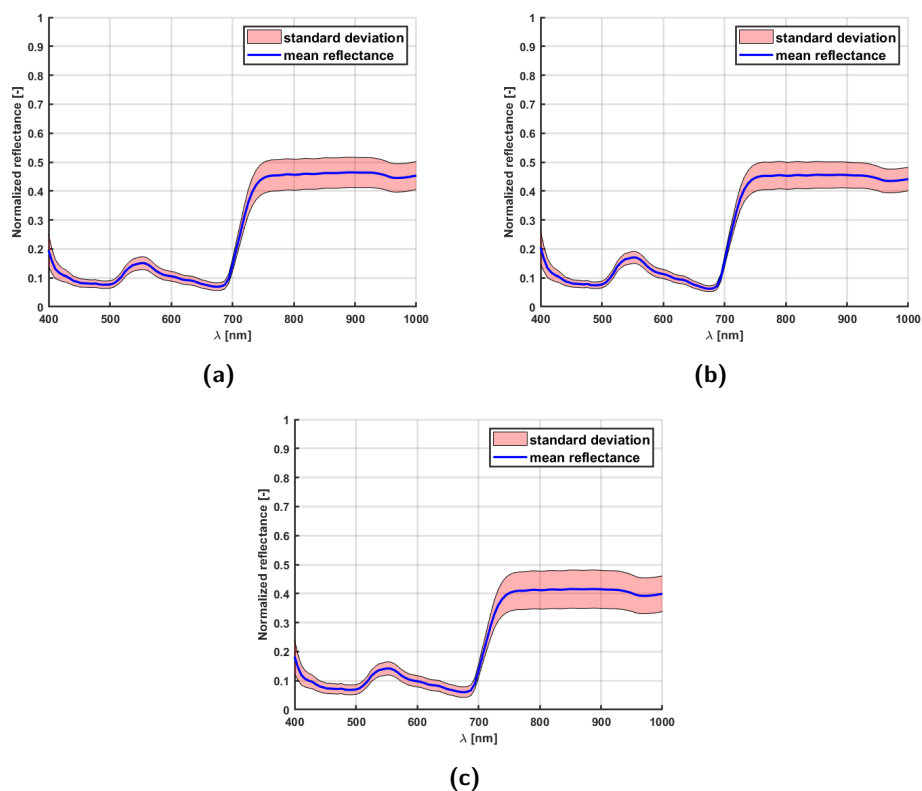 standard deviation
mean reflectance
1
0.9
0.8
0.7
0.6
0.5
0.4
0.3
0.2
0.1
0
Normalized reflectance [-]
400 500 600 700 800 900 1000
λ [nm]
(a)
standard deviation
mean reflectance
1
0.9
0.8
0.7
0.6
0.5
0.4
0.3
0.2
0.1
0
Normalized reflectance [-]
400 500 600 700 800 900 1000
λ [nm]
(b)
standard deviation
mean reflectance
1
0.9
0.8
0.7
0.6
0.5
0.4
0.3
0.2
0.1
0
Normalized reflectance [-]
400 500 600 700 800 900 1000
λ [nm]
(c)